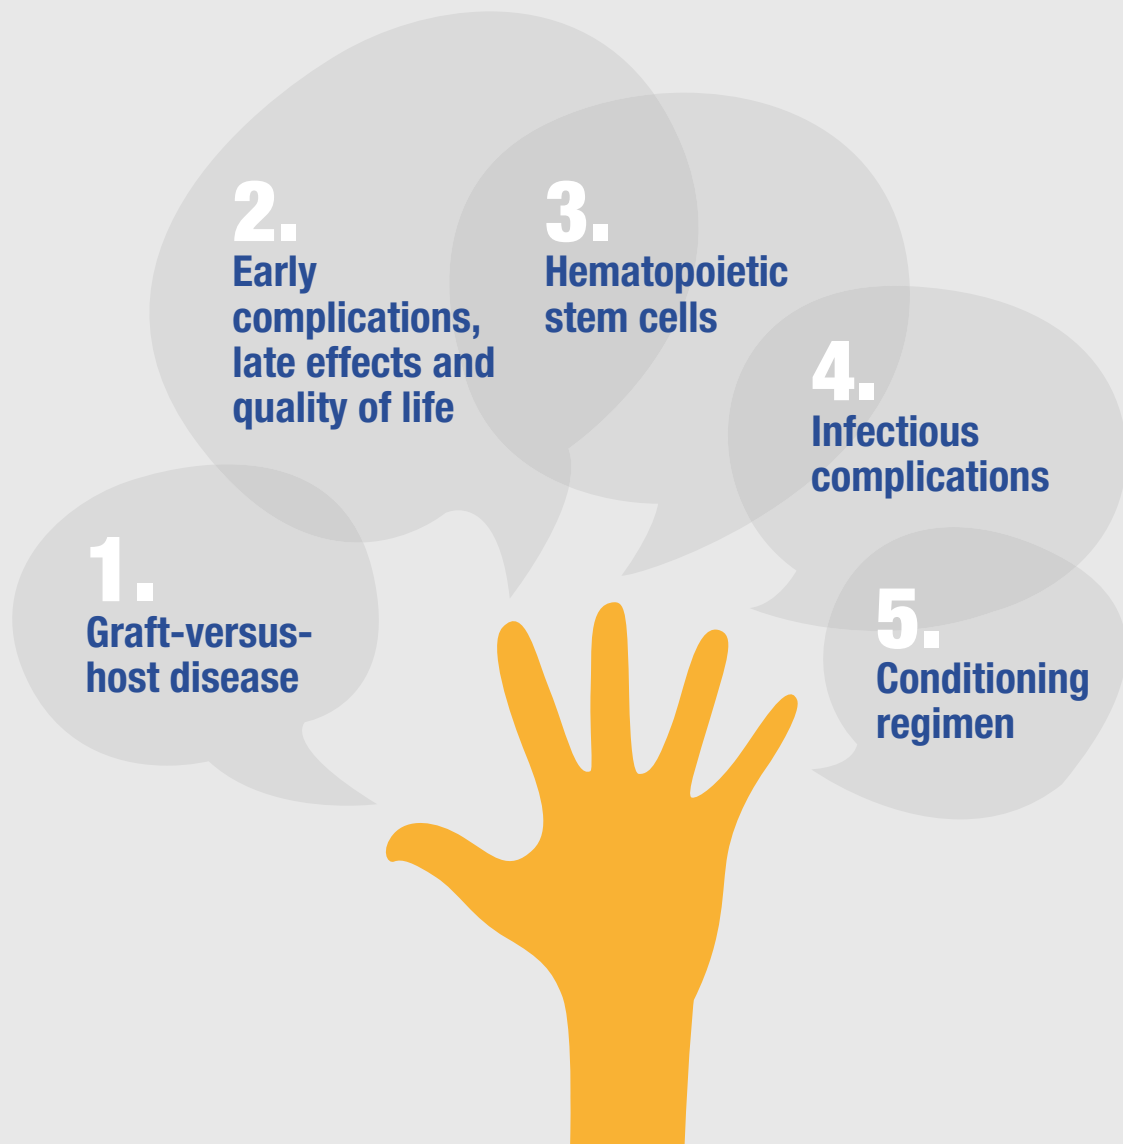 1.
Graft-versus-
host disease
2.
Early
complications,
late effects and
quality of life
3.
Hematopoietic
stem cells
4.
Infectious
complications
5.
Conditioning
regimen